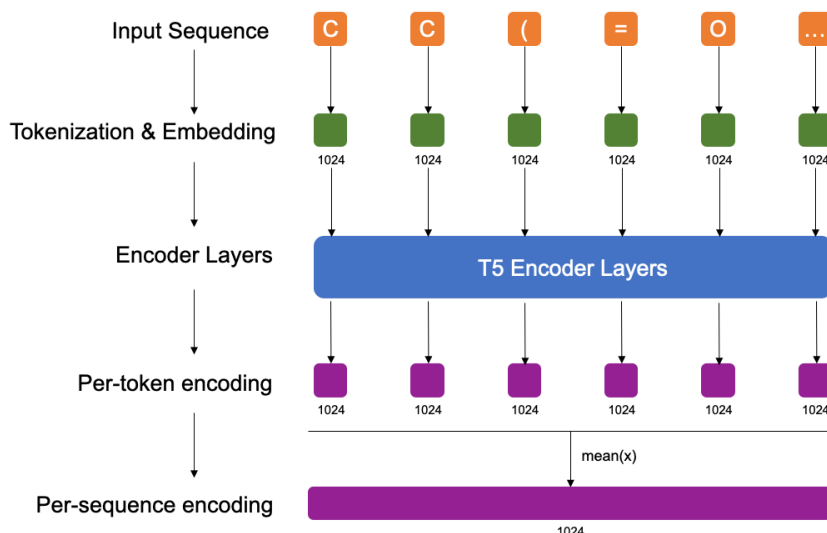 Input Sequence C C ( = O ...
Tokenization & Embedding
1024 1024 1024 1024 1024 1024
Encoder Layers T5 Encoder Layers
Per-token encoding
1024 1024 1024 1024 1024 1024
mean(x)
Per-sequence encoding
1024